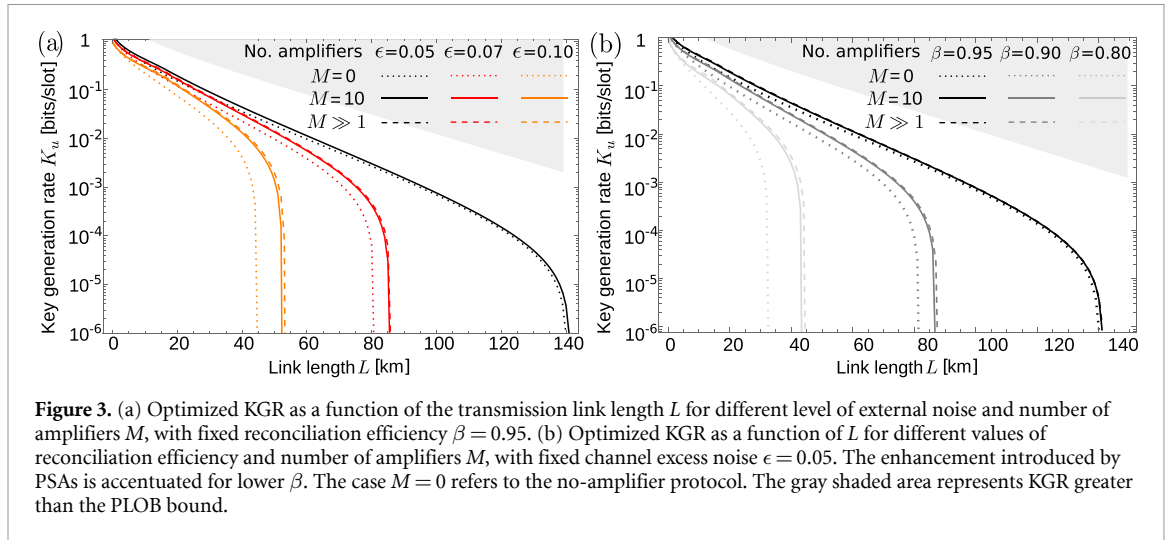 (a)
No. amplifiers ϵ=0.05 ϵ=0.07 ϵ=0.10
M=0
M=10
M≫1
Key generation rate K_u [bits/slot]
1
10^-1
10^-2
10^-3
10^-4
10^-5
10^-6
0 20 40 60 80 100 120 140
Link length L [km]
(b)
No. amplifiers β=0.95 β=0.90 β=0.80
M=0
M=10
M≫1
Key generation rate K_u [bits/slot]
1
10^-1
10^-2
10^-3
10^-4
10^-5
10^-6
0 20 40 60 80 100 120 140
Link length L [km]
Figure 3. (a) Optimized KGR as a function of the transmission link length L for different level of external noise and number of
amplifiers M, with fixed reconciliation efficiency β = 0.95. (b) Optimized KGR as a function of L for different values of
reconciliation efficiency and number of amplifiers M, with fixed channel excess noise ϵ = 0.05. The enhancement introduced by
PSAs is accentuated for lower β. The case M = 0 refers to the no-amplifier protocol. The gray shaded area represents KGR greater
than the PLOB bound.